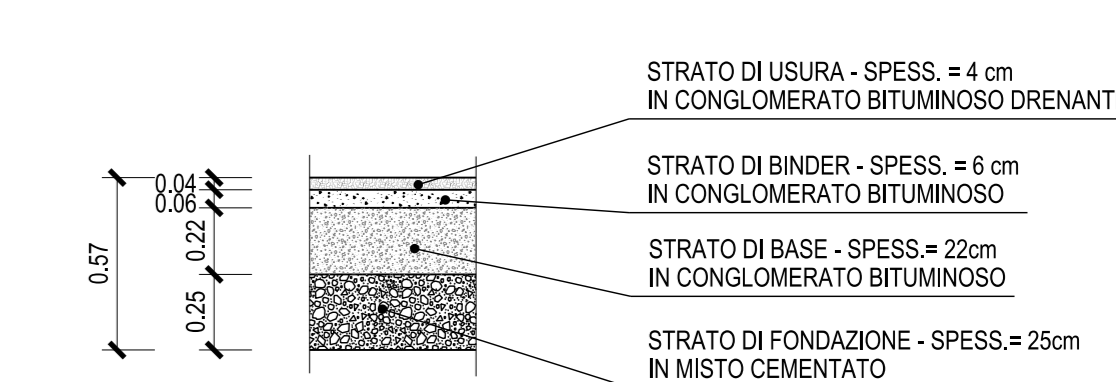 STRATO DI USURA - SPESS. = 4 cm
IN CONGLOMERATO BITUMINOSO DRENANT
STRATO DI BINDER - SPESS. = 6 cm
IN CONGLOMERATO BITUMINOSO
STRATO DI BASE - SPESS.= 22cm
IN CONGLOMERATO BITUMINOSO
STRATO DI FONDAZIONE - SPESS.= 25cm
IN MISTO CEMENTATO
0.04
0.06
0.22
0.25
0.57